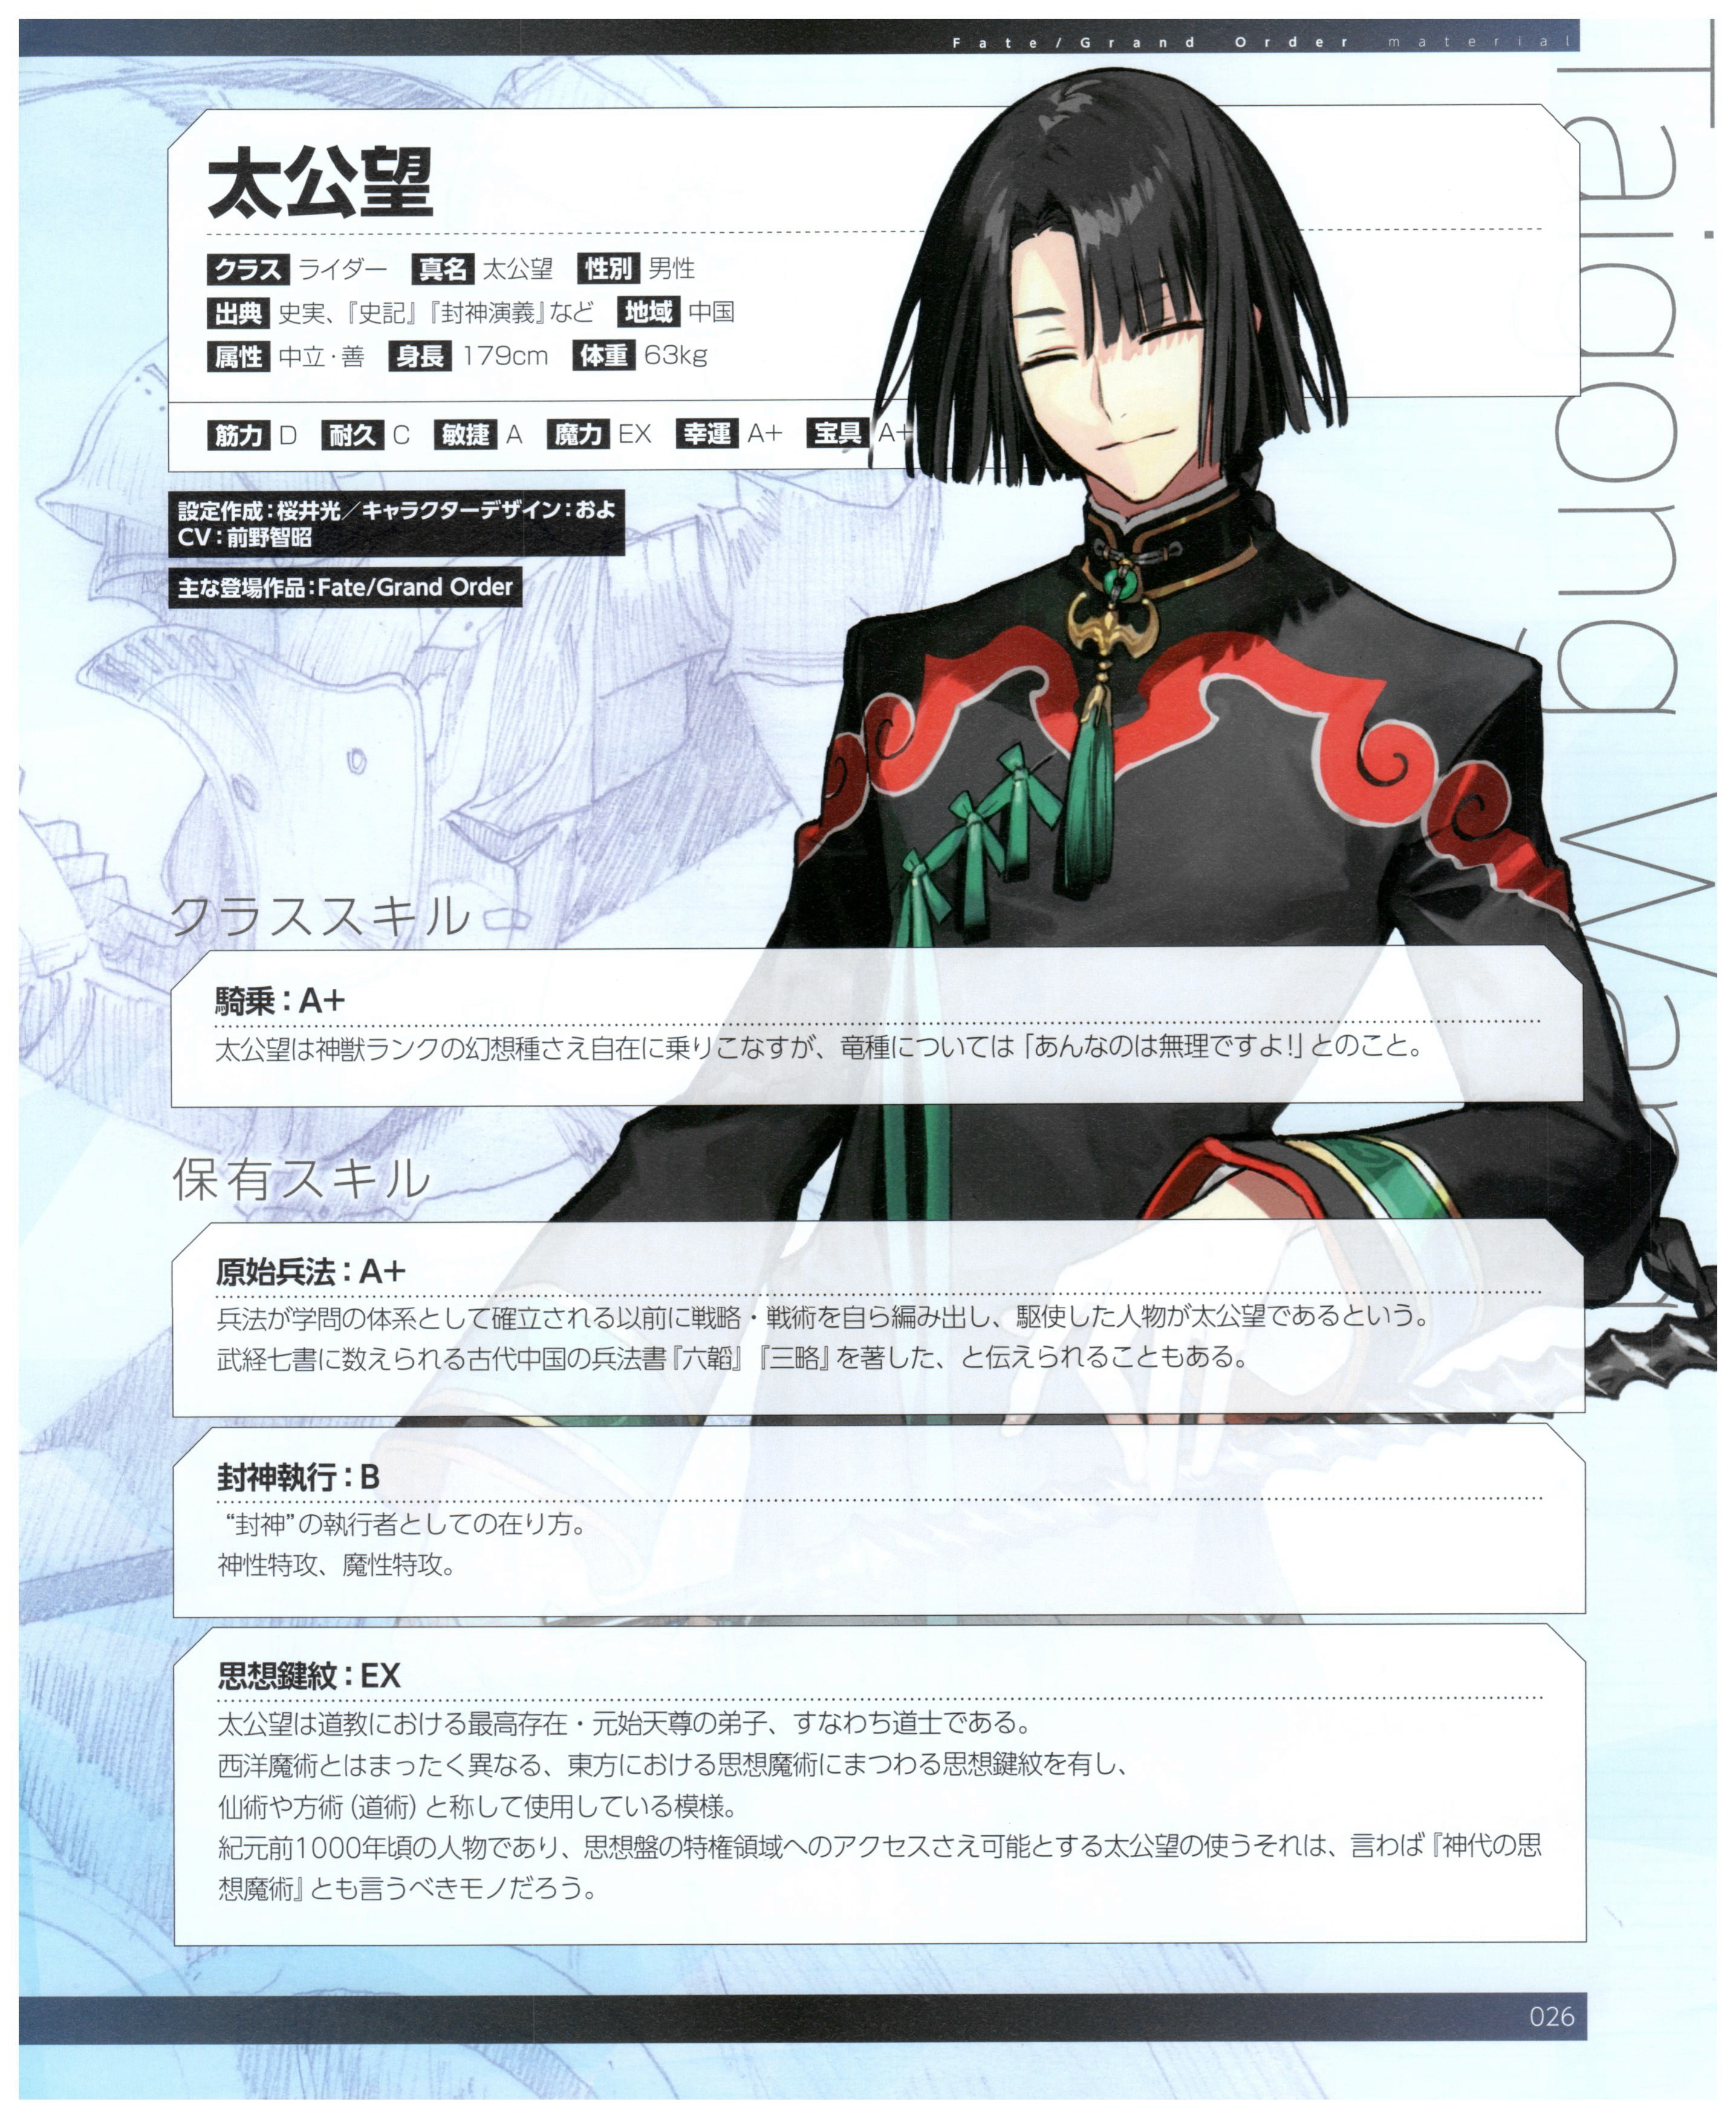 Fate/Grand Order material
Taigong Wang
太公望
クラス ライダー 真名 太公望 性別 男性
出典 史実、『史記』『封神演義』など 地域 中国
属性 中立・善 身長 179cm 体重 63kg
筋力 D 耐久 C 敏捷 A 魔力 EX 幸運 A+ 宝具 A+
設定作成：桜井光／キャラクターデザイン：およ
CV：前野智昭
主な登場作品：Fate/Grand Order
クラススキル
騎乗：A+
太公望は神獣ランクの幻想種さえ自在に乗りこなすが、竜種については「あんなのは無理ですよ!」とのこと。
保有スキル
原始兵法：A+
兵法が学問の体系として確立される以前に戦略・戦術を自ら編み出し、駆使した人物が太公望であるという。
武経七書に数えられる古代中国の兵法書『六韜』『三略』を著した、と伝えられることもある。
封神執行：B
“封神”の執行者としての在り方。
神性特攻、魔性特攻。
思想鍵紋：EX
太公望は道教における最高存在・元始天尊の弟子、すなわち道士である。
西洋魔術とはまったく異なる、東方における思想魔術にまつわる思想鍵紋を有し、
仙術や方術（道術）と称して使用している模様。
紀元前1000年頃の人物であり、思想盤の特権領域へのアクセスさえ可能とする太公望の使うそれは、言わば『神代の思
想魔術』とも言うべきモノだろう。
026